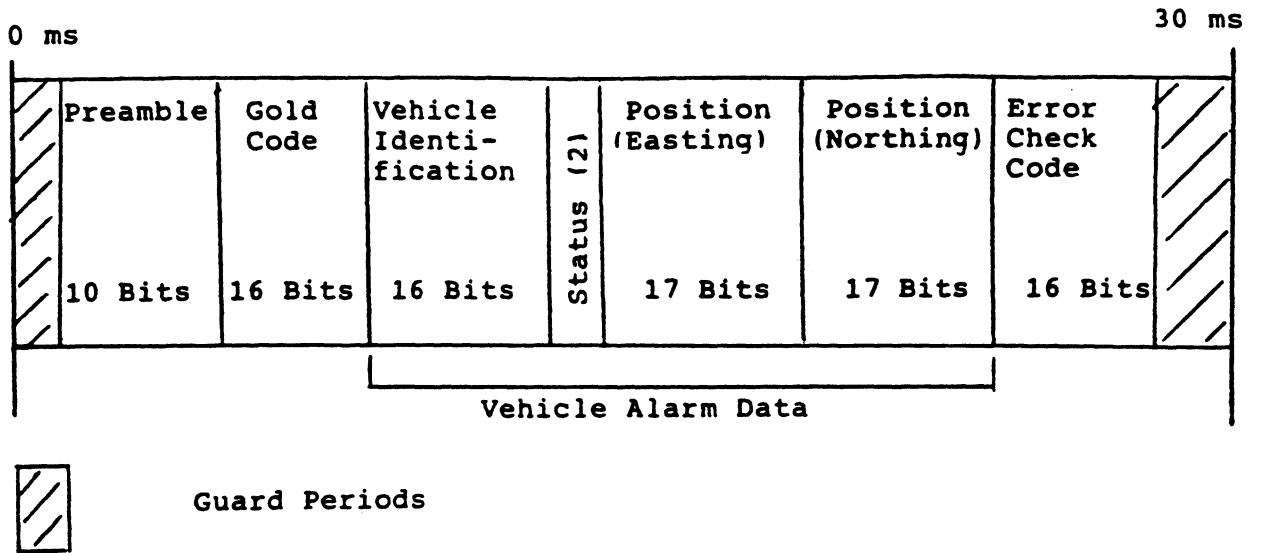 0 ms
30 ms
Preamble
10 Bits
Gold
Code
16 Bits
Vehicle
Identi-
fication
16 Bits
Status (2)
Position
(Easting)
17 Bits
Position
(Northing)
17 Bits
Error
Check
Code
16 Bits
Vehicle Alarm Data
Guard Periods